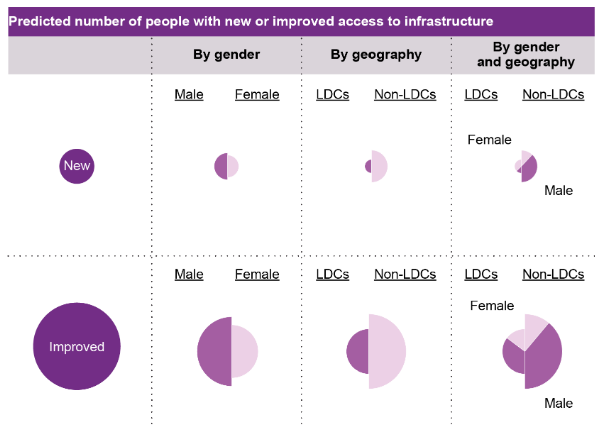 Predicted number of people with new or improved access to infrastructure
By gender
By geography
By gender
and geography
Male Female LDCs Non-LDCs LDCs Non-LDCs
Female
New
Male
Male Female LDCs Non-LDCs LDCs Non-LDCs
Female
Improved
Male